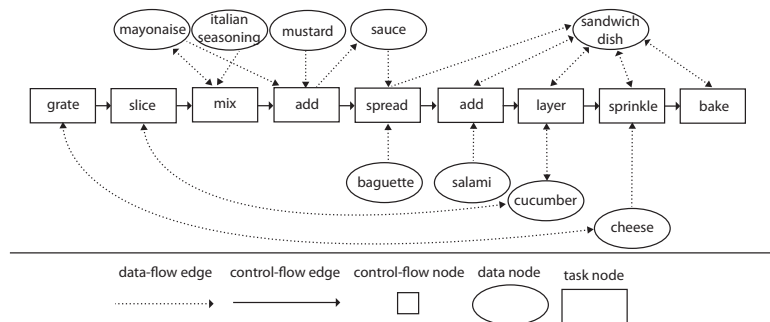 mayonaise
italian
seasoning
mustard
sauce
sandwich
dish
grate
slice
mix
add
spread
add
layer
sprinkle
bake
baguette
salami
cucumber
cheese
data-flow edge
control-flow edge
control-flow node
data node
task node